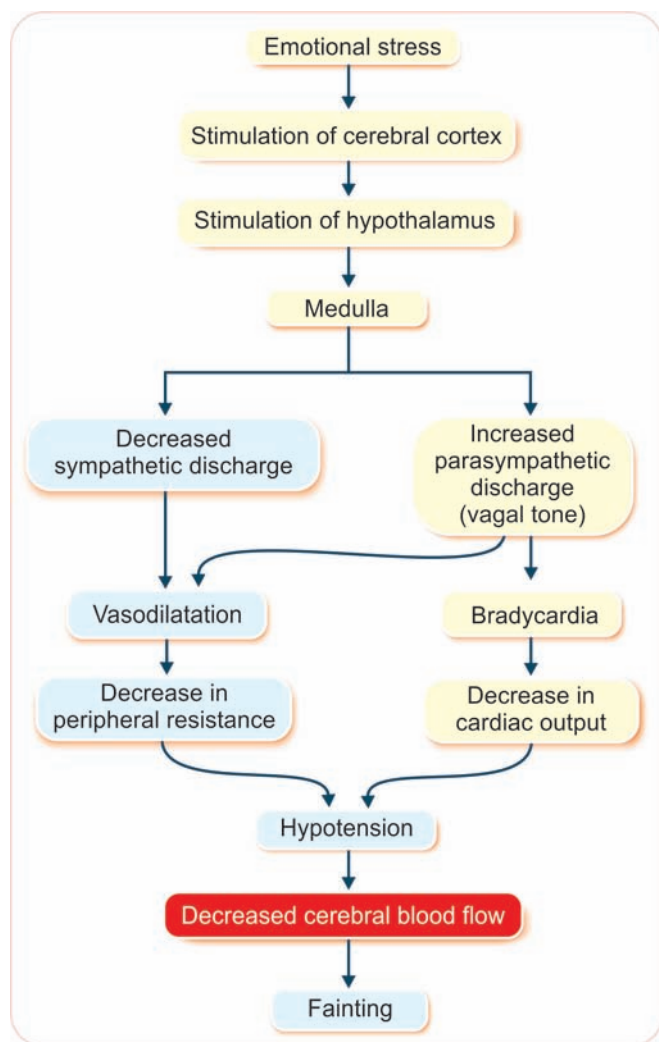 Emotional stress
Stimulation of cerebral cortex
Stimulation of hypothalamus
Medulla
Decreased
sympathetic discharge
Increased
parasympathetic
discharge
(vagal tone)
Vasodilatation
Bradycardia
Decrease in
peripheral resistance
Decrease in
cardiac output
Hypotension
Decreased cerebral blood flow
Fainting